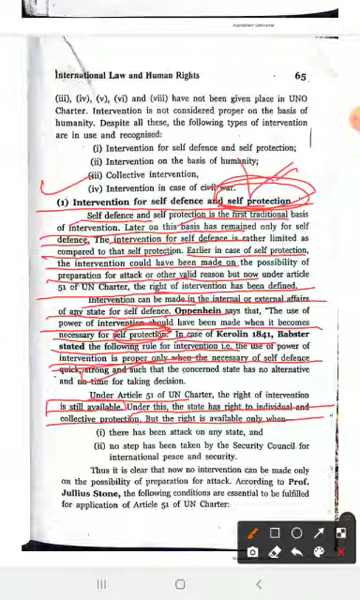 International Law and Human Rights 65
(iii), (iv), (v), (vi) and (viii) have not been given place in UNO
Charter. Intervention is not considered proper on the basis of
humanity. Despite all these, the following types of intervention
are in use and recognised:
(i) Intervention for self defence and self protection;
(ii) Intervention on the basis of humanity;
(iii) Collective intervention,
(iv) Intervention in case of civil war.
(1) Intervention for self defence and self protection
Self defence and self protection is the first traditional basis
of intervention. Later on this basis has remained only for self
defence. The intervention for self defence is rather limited as
compared to that self protection. Earlier in case of self protection,
the intervention could have been made on the possibility of
preparation for attack or other valid reason but now under article
51 of UN Charter, the right of intervention has been defined.
Intervention can be made in the internal or external affairs
of any state for self defence. Oppenhein says that, "The use of
power of intervention should have been made when it becomes
necessary for self protection. In case of Kerolin 1841, Babster
stated the following rule for intervention i.e. the use of power of
intervention is proper only when the necessary of self defence
quick, strong and such that the concerned state has no alternative
and no time for taking decision.
Under Article 51 of UN Charter, the right of intervention
is still available. Under this, the state has right to individual and
collective protection. But the right is available only when—
(i) there has been attack on any state, and
(ii) no step has been taken by the Security Council for
international peace and security.
Thus it is clear that now no intervention can be made only
on the possibility of preparation for attack. According to Prof.
Jullius Stone, the following conditions are essential to be fulfilled
for application of Article 51 of UN Charter: